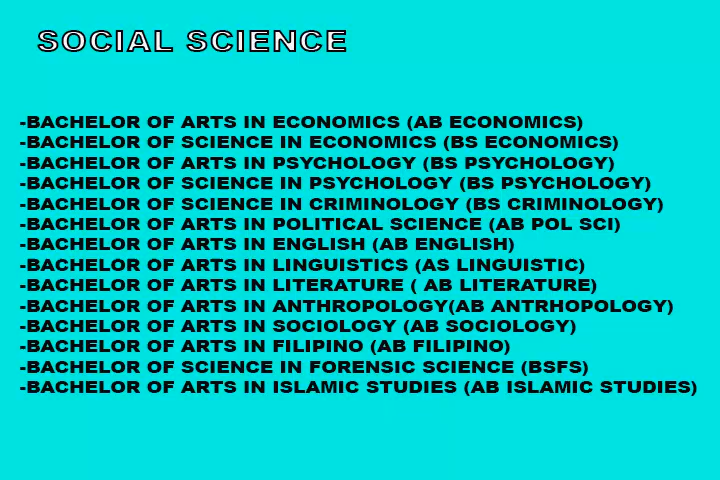 SOCIAL SCIENCE
-BACHELOR OF ARTS IN ECONOMICS (AB ECONOMICS)
-BACHELOR OF SCIENCE IN ECONOMICS (BS ECONOMICS)
-BACHELOR OF ARTS IN PSYCHOLOGY (BS PSYCHOLOGY)
-BACHELOR OF SCIENCE IN PSYCHOLOGY (BS PSYCHOLOGY)
-BACHELOR OF SCIENCE IN CRIMINOLOGY (BS CRIMINOLOGY)
-BACHELOR OF ARTS IN POLITICAL SCIENCE (AB POL SCI)
-BACHELOR OF ARTS IN ENGLISH (AB ENGLISH)
-BACHELOR OF ARTS IN LINGUISTICS (AS LINGUISTIC)
-BACHELOR OF ARTS IN LITERATURE ( AB LITERATURE)
-BACHELOR OF ARTS IN ANTHROPOLOGY(AB ANTRHOPOLOGY)
-BACHELOR OF ARTS IN SOCIOLOGY (AB SOCIOLOGY)
-BACHELOR OF ARTS IN FILIPINO (AB FILIPINO)
-BACHELOR OF SCIENCE IN FORENSIC SCIENCE (BSFS)
-BACHELOR OF ARTS IN ISLAMIC STUDIES (AB ISLAMIC STUDIES)